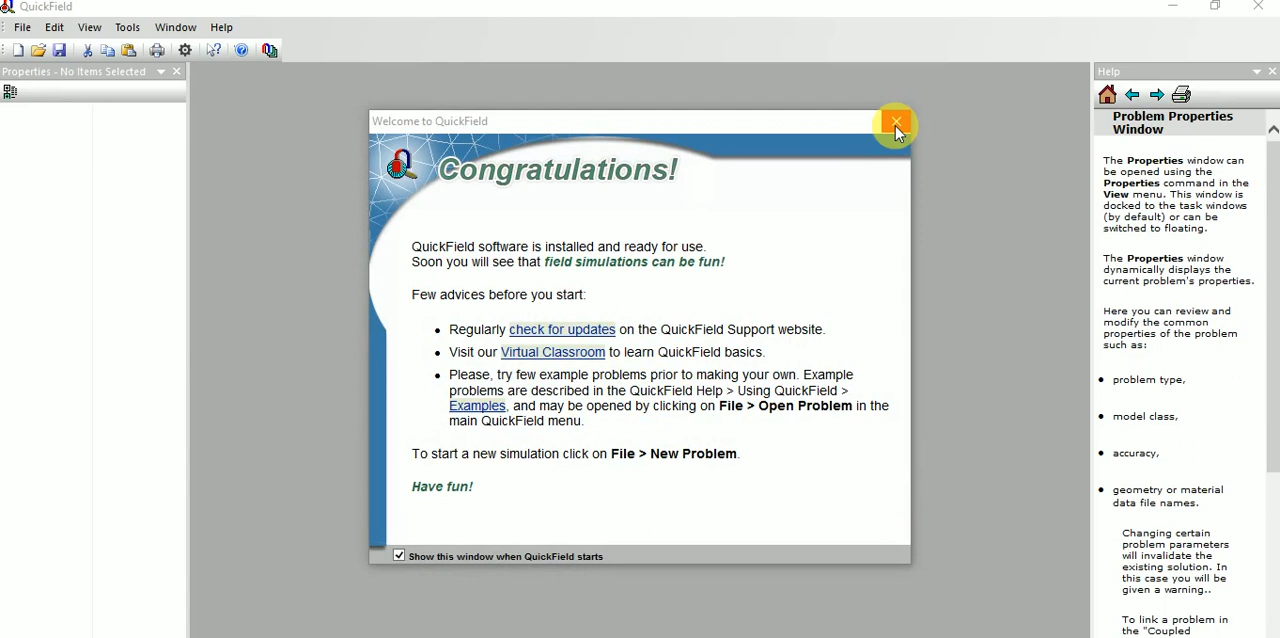 QuickField
File Edit View Tools Window Help
Properties - No Items Selected
Help
Problem Properties
Window
The Properties window can
be opened using the
Properties command in the
View menu. This window is
docked to the task windows
(by default) or can be
switched to floating.
The Properties window
dynamically displays the
current problem's properties.
Here you can review and
modify the common
properties of the problem
such as:
• problem type,
• model class,
• accuracy,
• geometry or material
data file names.
Changing certain
problem parameters
will invalidate the
existing solution. In
this case you will be
given a warning..
To link a problem in
the "Coupled
Welcome to QuickField
Congratulations!
QuickField software is installed and ready for use.
Soon you will see that field simulations can be fun!
Few advices before you start:
• Regularly check for updates on the QuickField Support website.
• Visit our Virtual Classroom to learn QuickField basics.
• Please, try few example problems prior to making your own. Example
problems are described in the QuickField Help > Using QuickField >
Examples, and may be opened by clicking on File > Open Problem in the
main QuickField menu.
To start a new simulation click on File > New Problem.
Have fun!
Show this window when QuickField starts